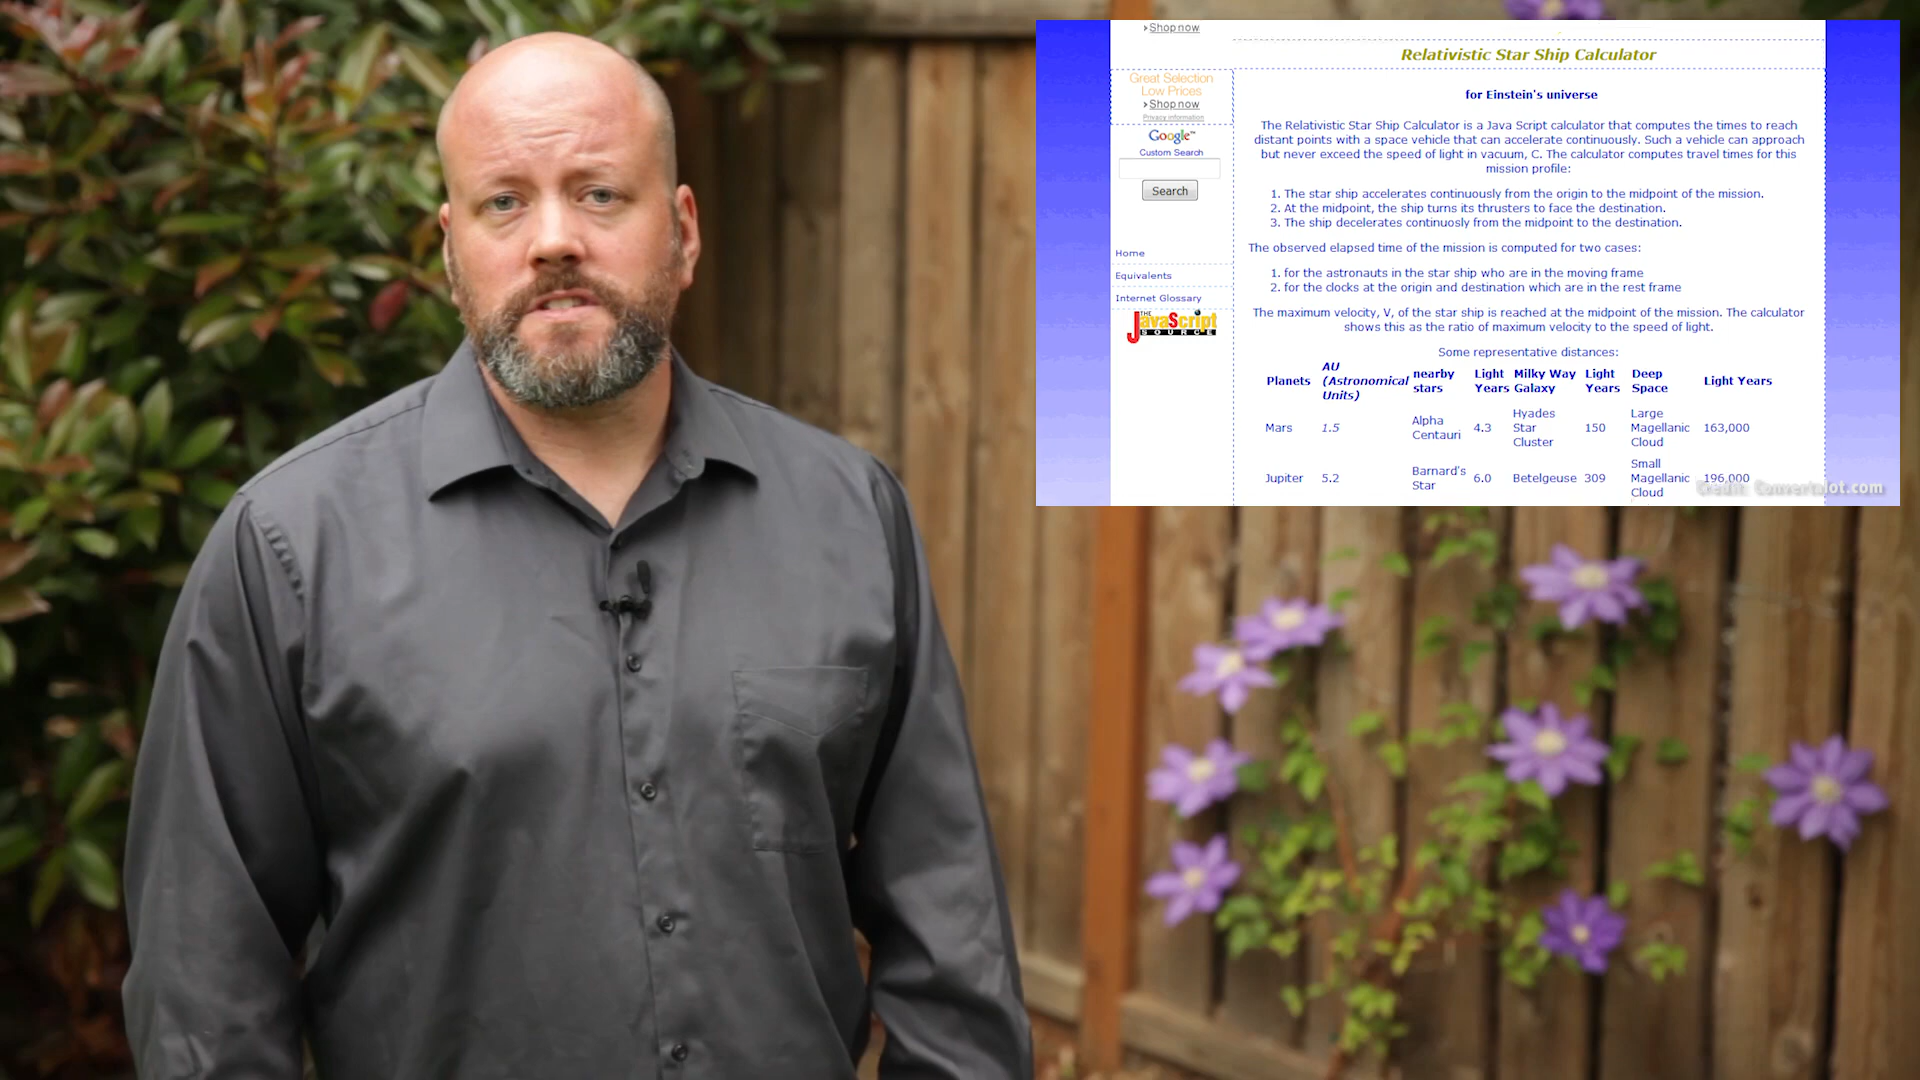 Shop now
Relativistic Star Ship Calculator
Great Selection
Low Prices
Shop now
Privacy information
Google™
Custom Search
Search
Home
Equivalents
Internet Glossary
THE
JavaScript
SOURCE
for Einstein's universe
The Relativistic Star Ship Calculator is a Java Script calculator that computes the times to reach
distant points with a space vehicle that can accelerate continuously. Such a vehicle can approach
but never exceed the speed of light in vacuum, C. The calculator computes travel times for this
mission profile:
1. The star ship accelerates continuously from the origin to the midpoint of the mission.
2. At the midpoint, the ship turns its thrusters to face the destination.
3. The ship decelerates continuosly from the midpoint to the destination.
The observed elapsed time of the mission is computed for two cases:
1. for the astronauts in the star ship who are in the moving frame
2. for the clocks at the origin and destination which are in the rest frame
The maximum velocity, V, of the star ship is reached at the midpoint of the mission. The calculator
shows this as the ratio of maximum velocity to the speed of light.
Some representative distances:
Planets AU (Astronomical Units) nearby stars Light Years Milky Way Galaxy Light Years Deep Space Light Years
Mars 1.5 Alpha Centauri 4.3 Hyades Star Cluster 150 Large Magellanic Cloud 163,000
Jupiter 5.2 Barnard's Star 6.0 Betelgeuse 309 Small Magellanic Cloud 196,000
Credit: Convertalot.com